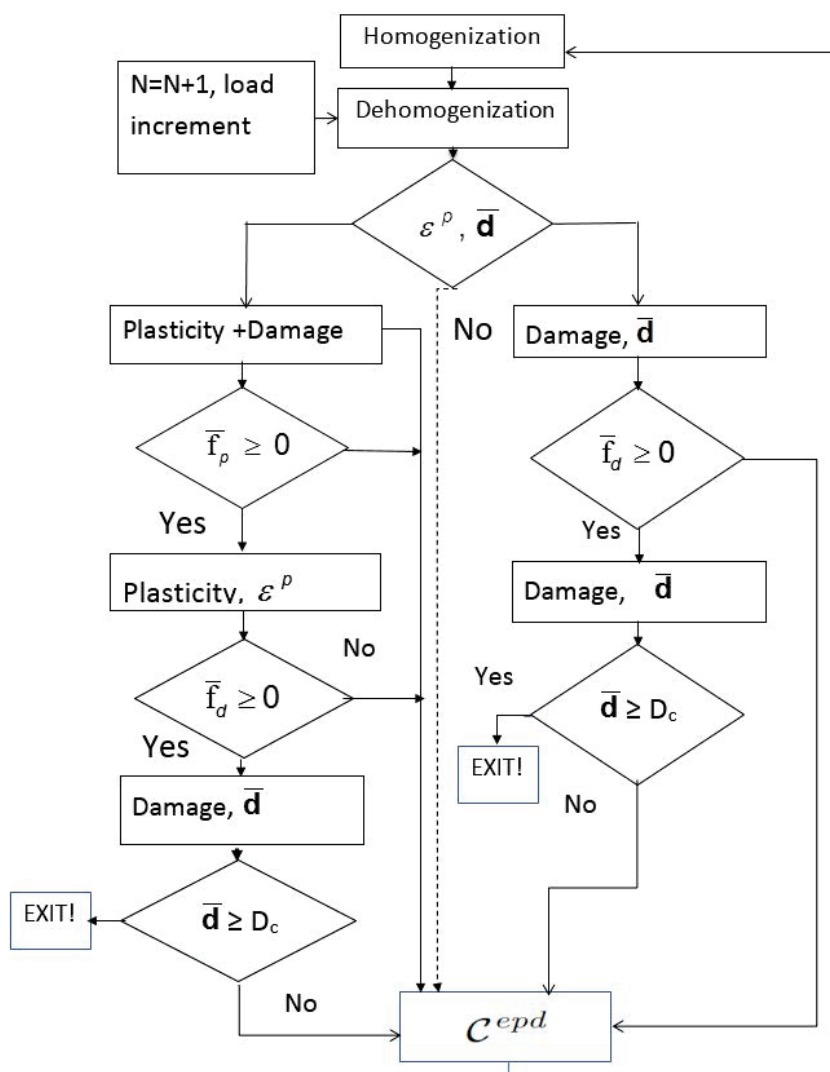 Homogenization
N=N+1, load
increment
Dehomogenization
ε^p, d̅
Plasticity +Damage
No
Damage, d̅
f̅_p ≥ 0
f̅_d ≥ 0
Yes
Yes
Plasticity, ε^p
Damage, d̅
No
f̅_d ≥ 0
Yes
d̅ ≥ D_c
Yes
EXIT!
Damage, d̅
No
EXIT!
d̅ ≥ D_c
No
C^epd